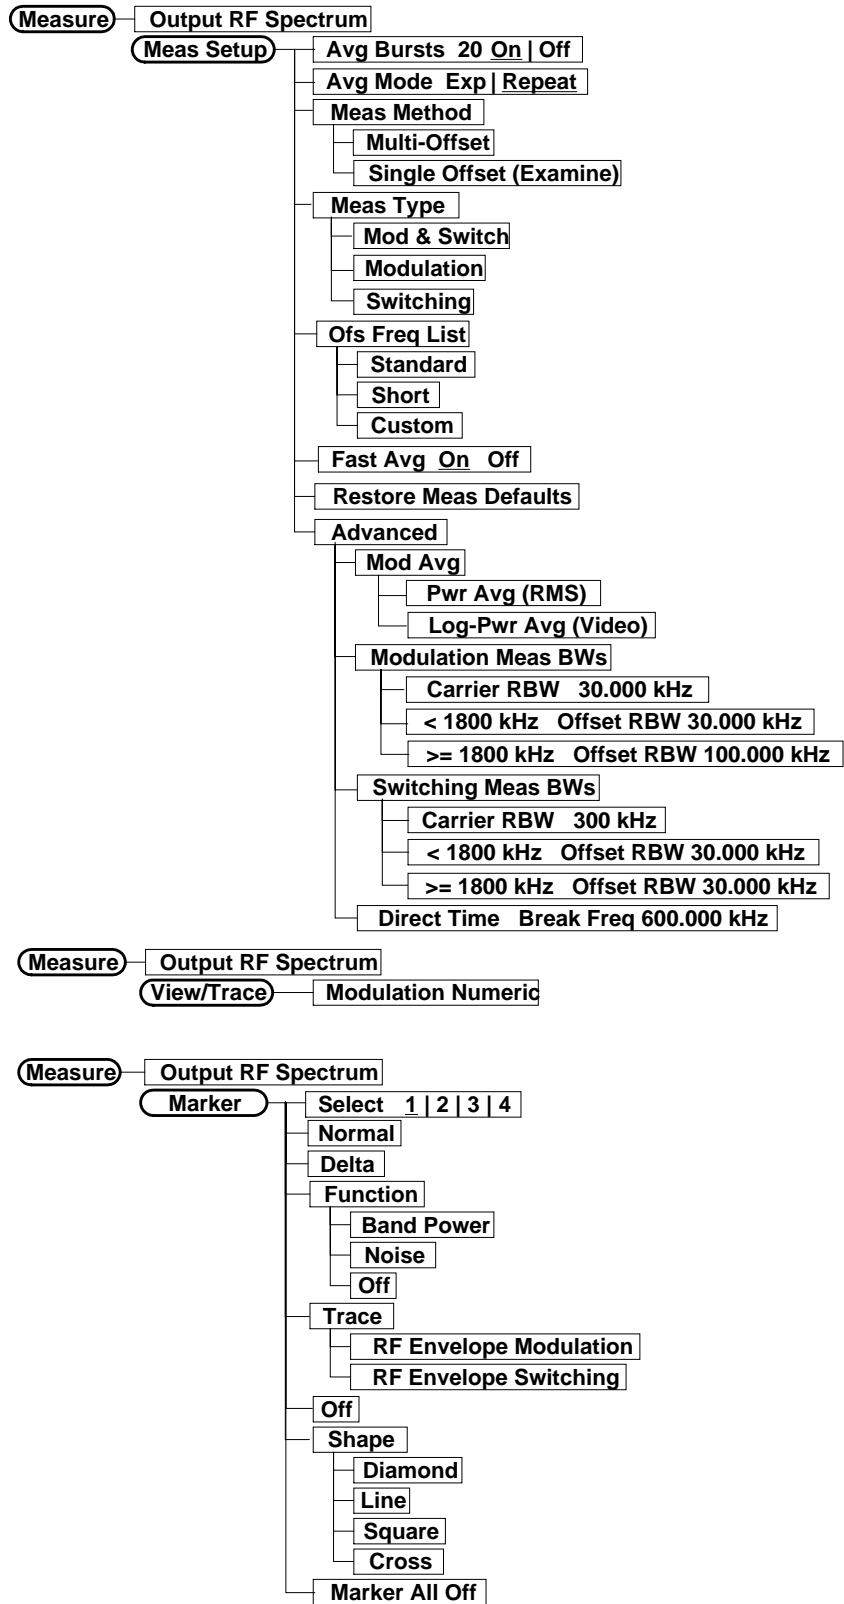 Measure
Output RF Spectrum
Meas Setup
Avg Bursts 20 On | Off
Avg Mode Exp | Repeat
Meas Method
Multi-Offset
Single Offset (Examine)
Meas Type
Mod & Switch
Modulation
Switching
Ofs Freq List
Standard
Short
Custom
Fast Avg On Off
Restore Meas Defaults
Advanced
Mod Avg
Pwr Avg (RMS)
Log-Pwr Avg (Video)
Modulation Meas BWs
Carrier RBW 30.000 kHz
< 1800 kHz Offset RBW 30.000 kHz
>= 1800 kHz Offset RBW 100.000 kHz
Switching Meas BWs
Carrier RBW 300 kHz
< 1800 kHz Offset RBW 30.000 kHz
>= 1800 kHz Offset RBW 30.000 kHz
Direct Time Break Freq 600.000 kHz
Measure
Output RF Spectrum
View/Trace
Modulation Numeric
Measure
Output RF Spectrum
Marker
Select 1 | 2 | 3 | 4
Normal
Delta
Function
Band Power
Noise
Off
Trace
RF Envelope Modulation
RF Envelope Switching
Off
Shape
Diamond
Line
Square
Cross
Marker All Off